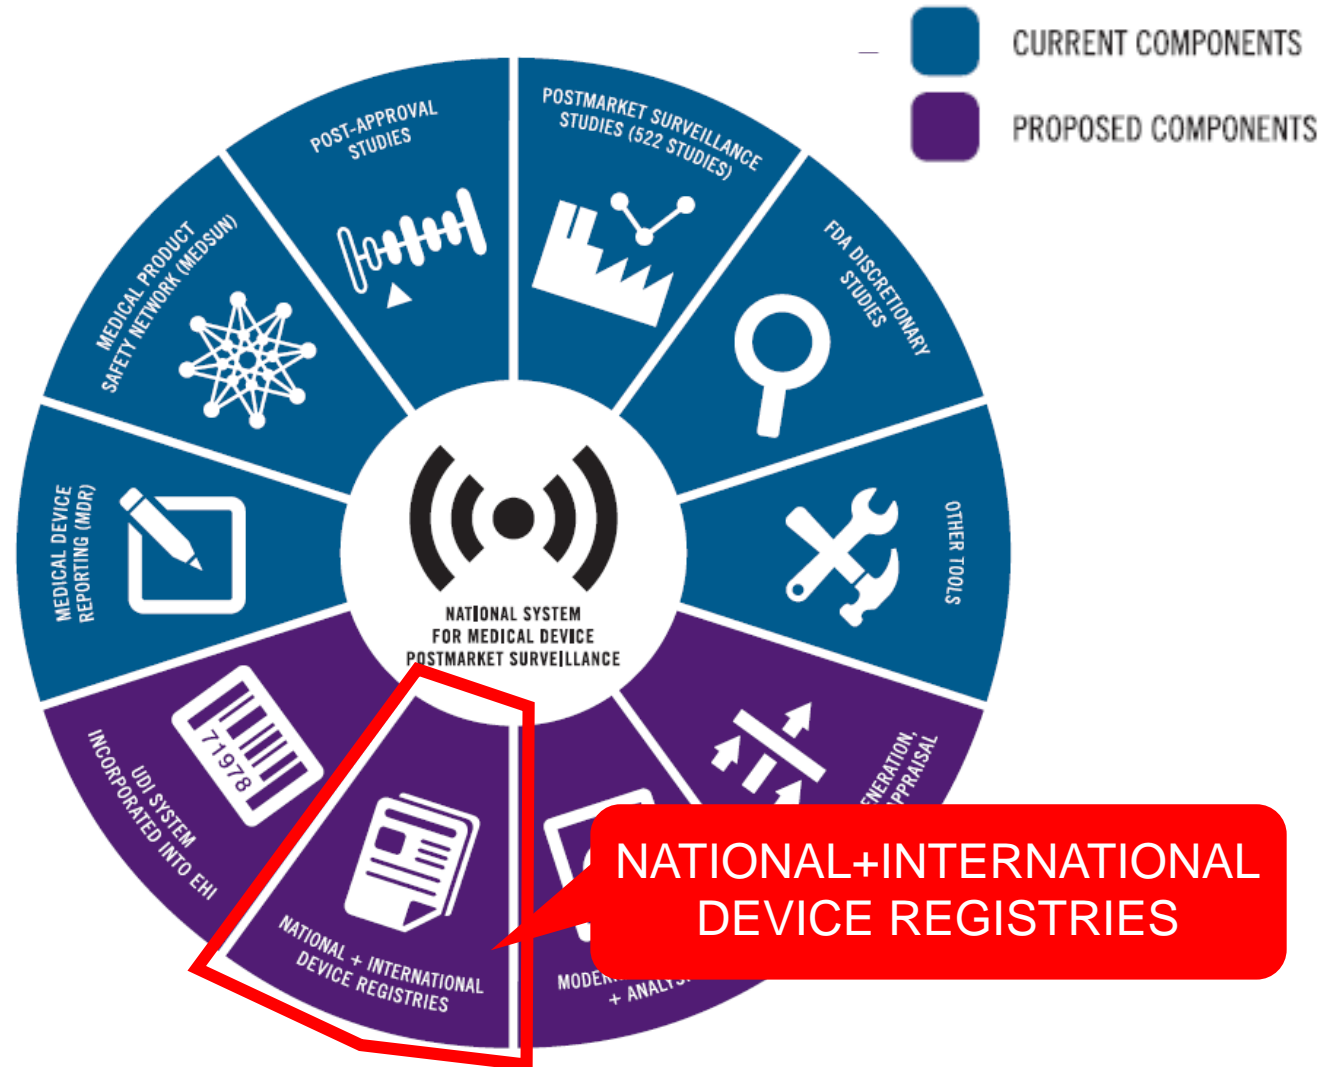 CURRENT COMPONENTS
PROPOSED COMPONENTS
POST-APPROVAL
STUDIES
POSTMARKET SURVEILLANCE
STUDIES (522 STUDIES)
FDA DISCRETIONARY
STUDIES
OTHER TOOLS
MEDICAL PRODUCT
SAFETY NETWORK (MEDSUN)
MEDICAL DEVICE
REPORTING (MDR)
NATIONAL SYSTEM
FOR MEDICAL DEVICE
POSTMARKET SURVEILLANCE
71978
UDI SYSTEM
INCORPORATED INTO EHI
NATIONAL + INTERNATIONAL
DEVICE REGISTRIES
+
NATIONAL+INTERNATIONAL
DEVICE REGISTRIES